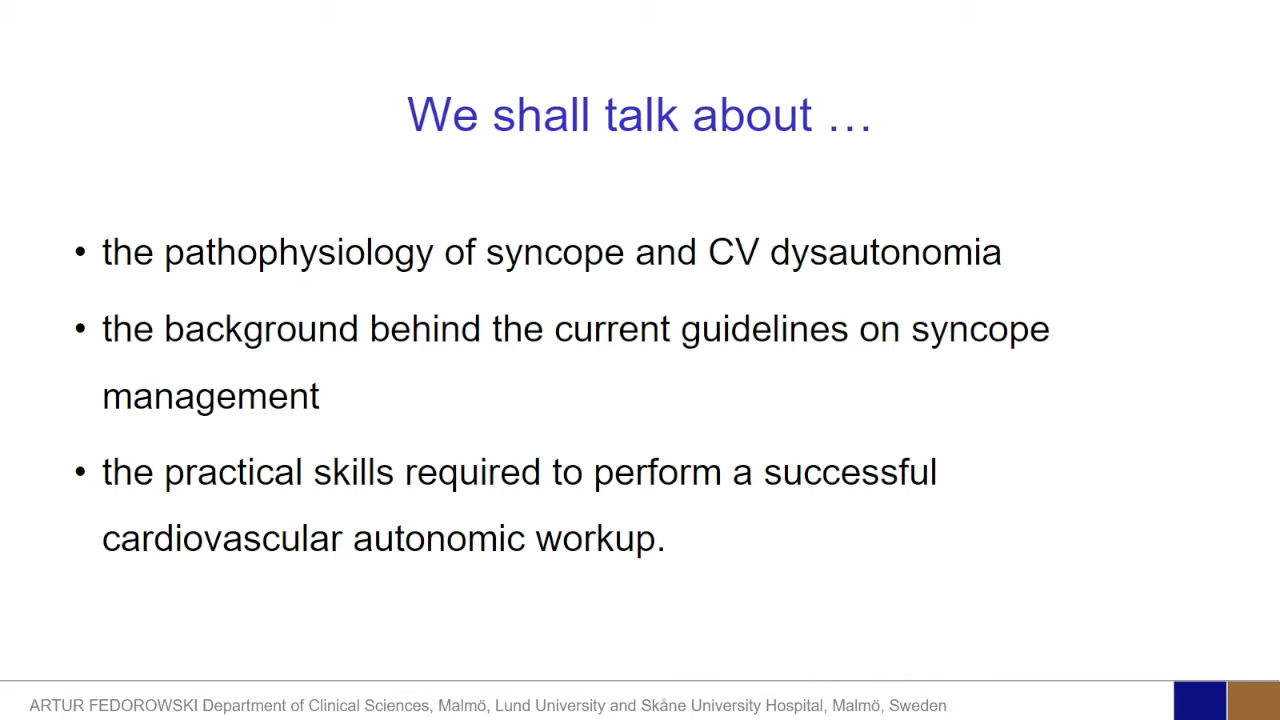 We shall talk about …
• the pathophysiology of syncope and CV dysautonomia
• the background behind the current guidelines on syncope
management
• the practical skills required to perform a successful
cardiovascular autonomic workup.
ARTUR FEDOROWSKI Department of Clinical Sciences, Malmö, Lund University and Skåne University Hospital, Malmö, Sweden